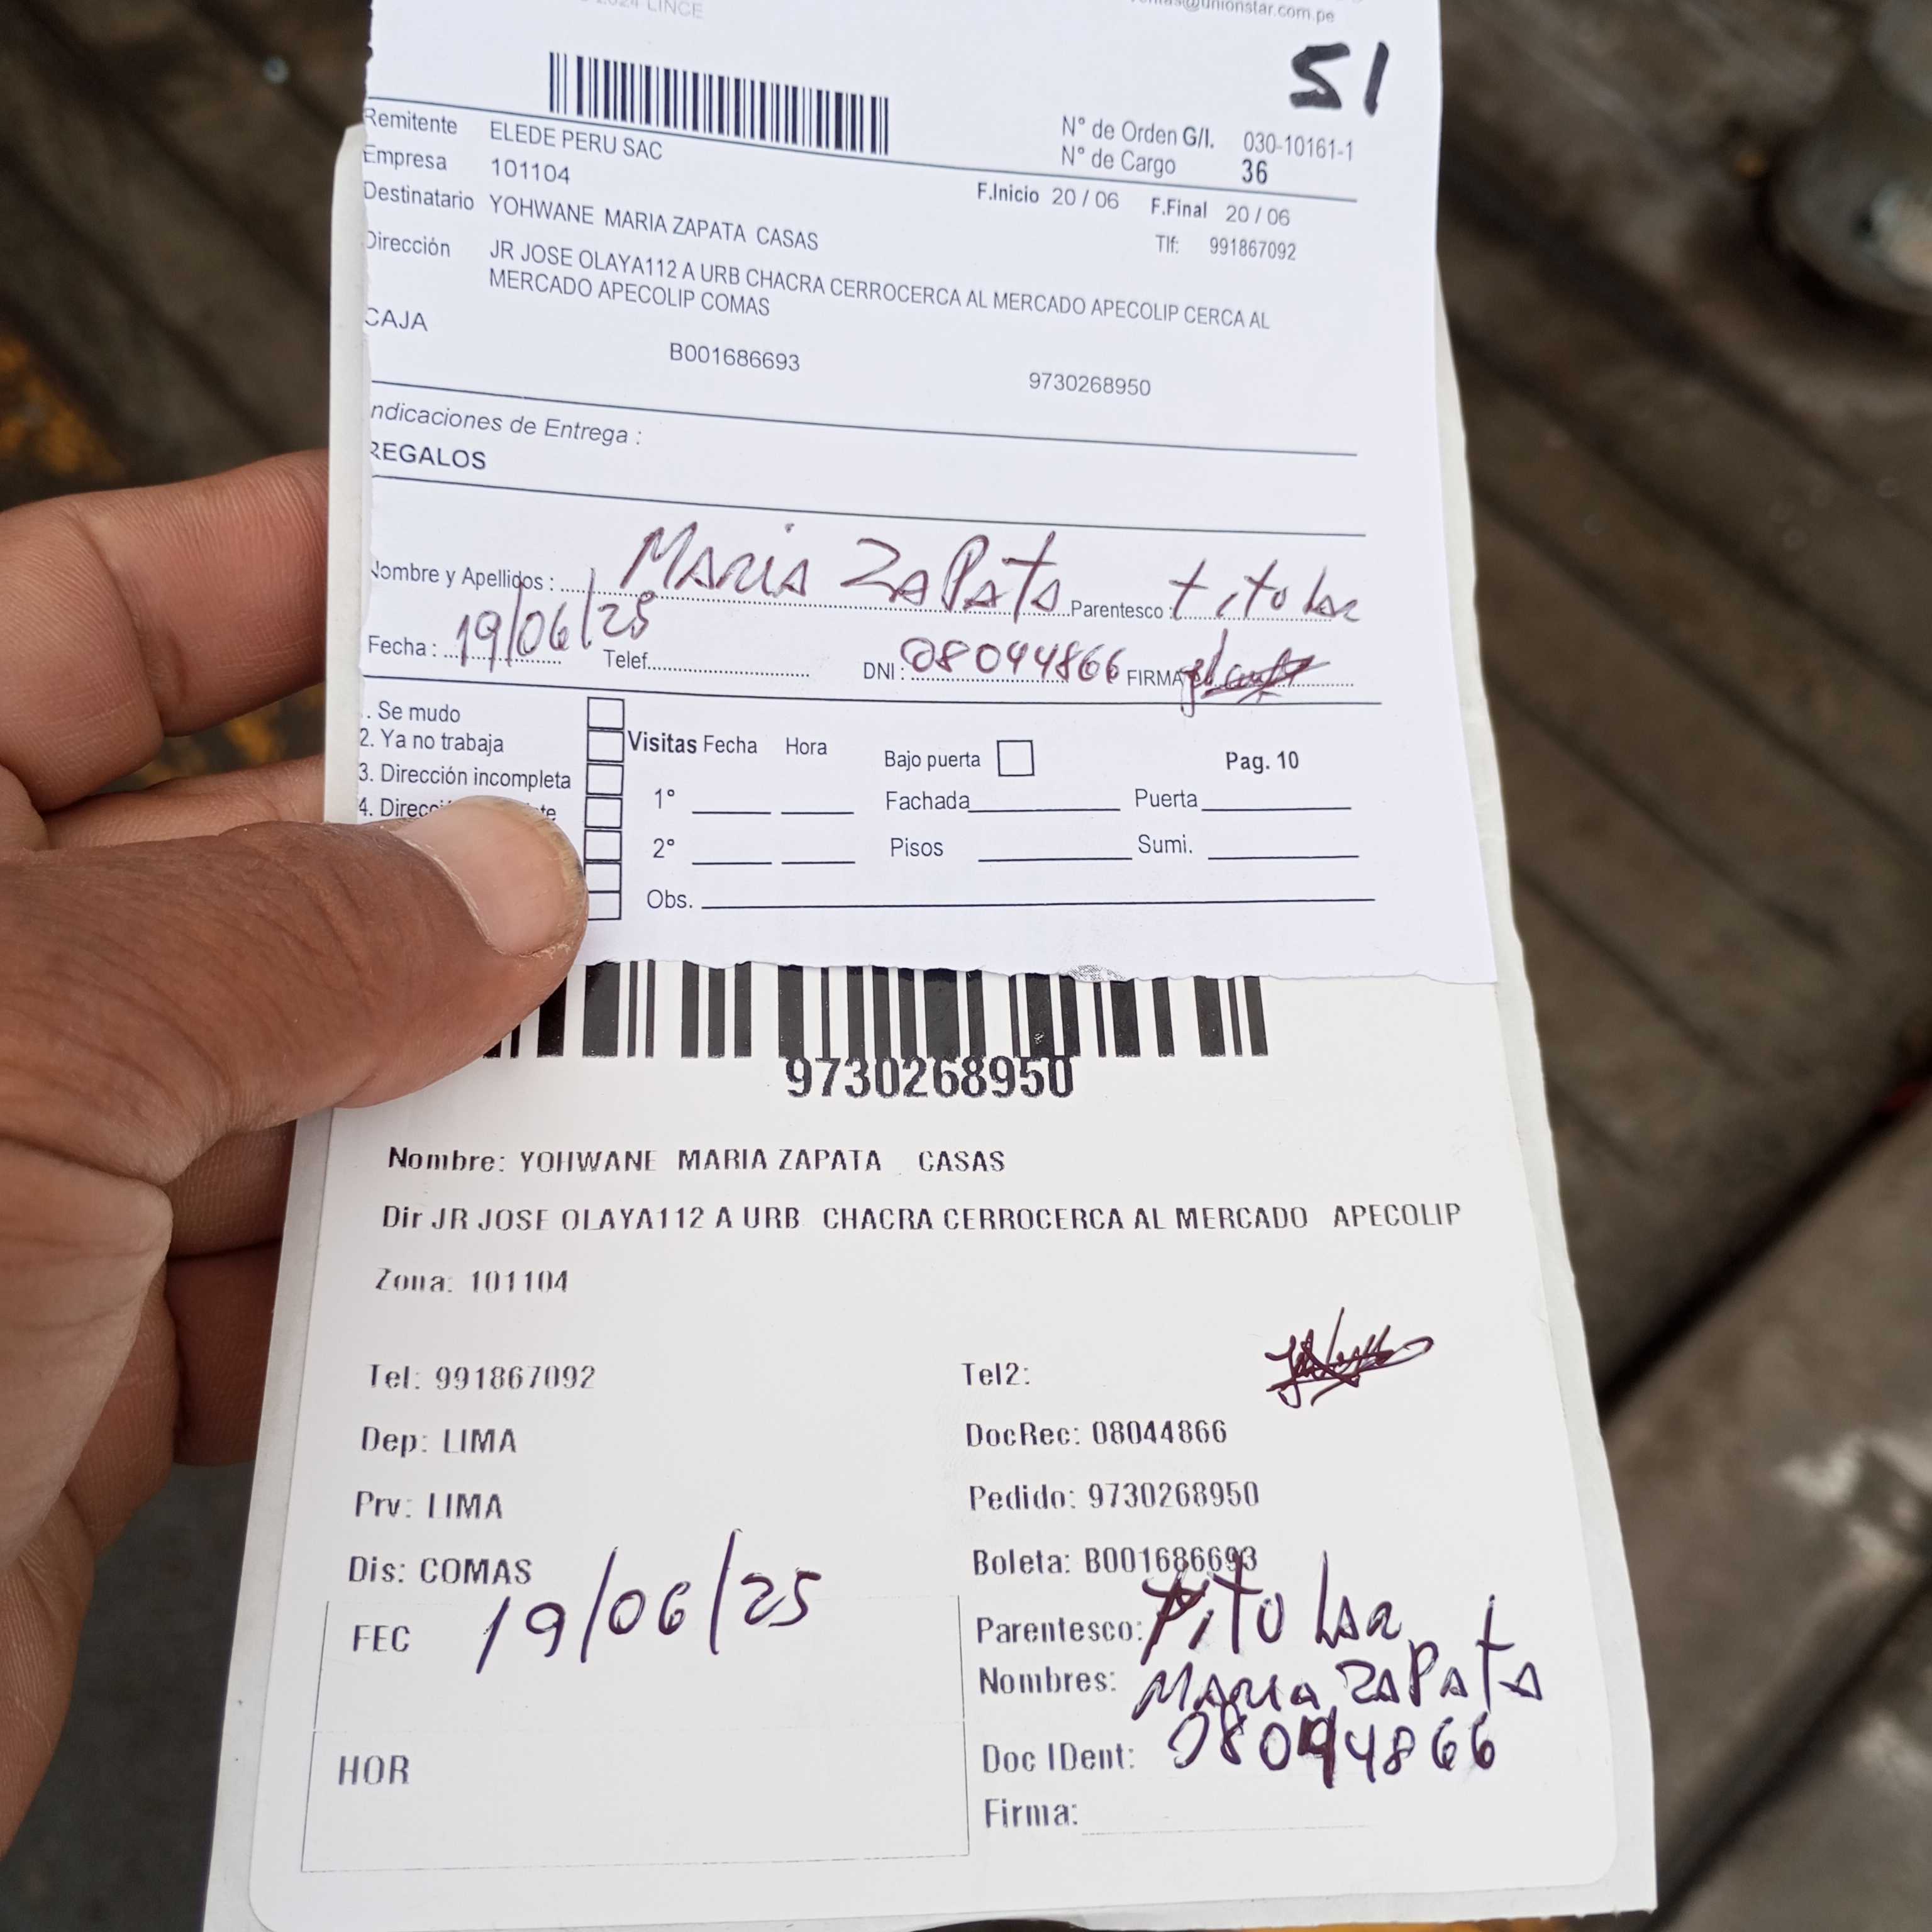 2024 LINCE
@unionstar.com.pe
51
Remitente ELEDE PERU SAC
N° de Orden G/I. 030-10161-1
Empresa 101104
N° de Cargo 36
F.Inicio 20 / 06 F.Final 20 / 06
Destinatario YOHWANE MARIA ZAPATA CASAS
Tlf: 991867092
Dirección JR JOSE OLAYA112 A URB CHACRA CERROCERCA AL MERCADO APECOLIP CERCA AL
MERCADO APECOLIP COMAS
CAJA
B001686693 9730268950
ndicaciones de Entrega :
REGALOS
Nombre y Apellidos : MARIA ZAPATA Parentesco : titular
Fecha : 19/06/25 Telef. DNI : 08044866 FIRMA
. Se mudo
2. Ya no trabaja
3. Dirección incompleta
Visitas Fecha Hora Bajo puerta Pag. 10
1° Fachada Puerta
2° Pisos Sumi.
Obs.
9730268950
Nombre: YOHWANE MARIA ZAPATA CASAS
Dir JR JOSE OLAYA112 A URB CHACRA CERROCERCA AL MERCADO APECOLIP
Zona: 101104
Tel: 991867092 Tel2:
Dep: LIMA DocRec: 08044866
Prv: LIMA Pedido: 9730268950
Dis: COMAS Boleta: B001686693
FEC 19/06/25
Parentesco: titular
Nombres: MARIA ZAPATA
HOR
Doc IDent: 08044866
Firma: